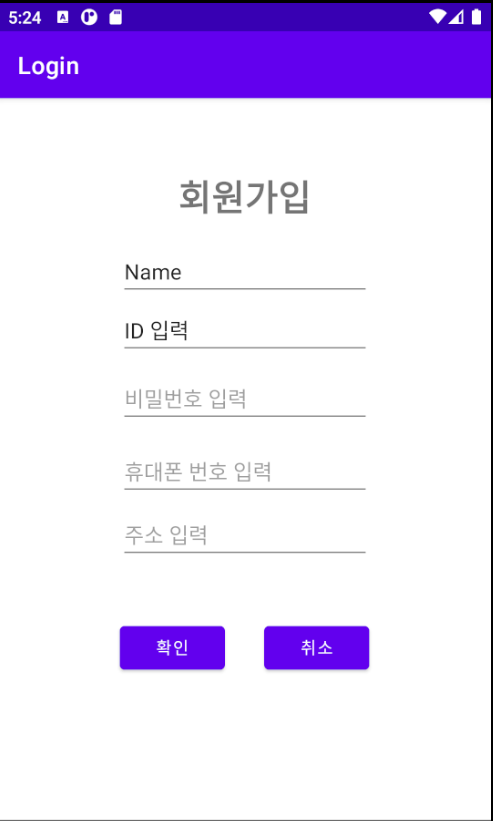 5:24
Login
회원가입
Name
ID 입력
비밀번호 입력
휴대폰 번호 입력
주소 입력
확인 취소